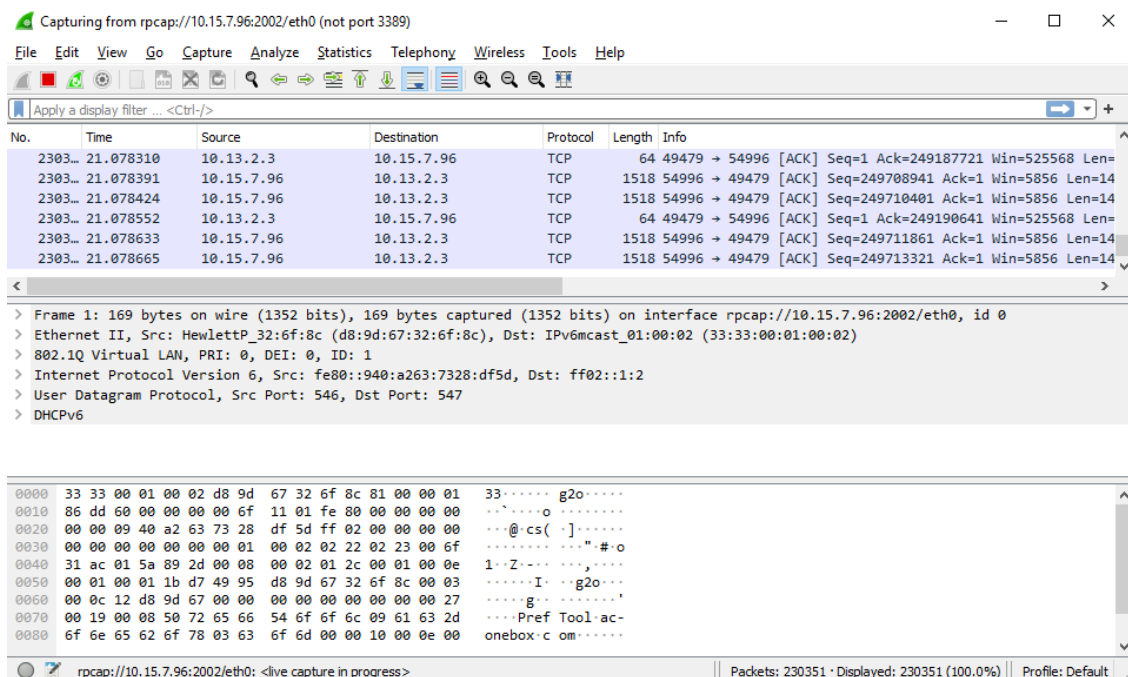 Capturing from rpcap://10.15.7.96:2002/eth0 (not port 3389)
File Edit View Go Capture Analyze Statistics Telephony Wireless Tools Help
Apply a display filter ... <Ctrl-/>
No. Time Source Destination Protocol Length Info
2303… 21.078310 10.13.2.3 10.15.7.96 TCP 64 49479 → 54996 [ACK] Seq=1 Ack=249187721 Win=525568 Len=
2303… 21.078391 10.15.7.96 10.13.2.3 TCP 1518 54996 → 49479 [ACK] Seq=249708941 Ack=1 Win=5856 Len=14
2303… 21.078424 10.15.7.96 10.13.2.3 TCP 1518 54996 → 49479 [ACK] Seq=249710401 Ack=1 Win=5856 Len=14
2303… 21.078552 10.13.2.3 10.15.7.96 TCP 64 49479 → 54996 [ACK] Seq=1 Ack=249190641 Win=525568 Len=
2303… 21.078633 10.15.7.96 10.13.2.3 TCP 1518 54996 → 49479 [ACK] Seq=249711861 Ack=1 Win=5856 Len=14
2303… 21.078665 10.15.7.96 10.13.2.3 TCP 1518 54996 → 49479 [ACK] Seq=249713321 Ack=1 Win=5856 Len=14
> Frame 1: 169 bytes on wire (1352 bits), 169 bytes captured (1352 bits) on interface rpcap://10.15.7.96:2002/eth0, id 0
> Ethernet II, Src: HewlettP_32:6f:8c (d8:9d:67:32:6f:8c), Dst: IPv6mcast_01:00:02 (33:33:00:01:00:02)
> 802.1Q Virtual LAN, PRI: 0, DEI: 0, ID: 1
> Internet Protocol Version 6, Src: fe80::940:a263:7328:df5d, Dst: ff02::1:2
> User Datagram Protocol, Src Port: 546, Dst Port: 547
> DHCPv6
0000 33 33 00 01 00 02 d8 9d 67 32 6f 8c 81 00 00 01 33······ g2o·····
0010 86 dd 60 00 00 00 00 6f 11 01 fe 80 00 00 00 00 ··`····o ········
0020 00 00 09 40 a2 63 73 28 df 5d ff 02 00 00 00 00 ···@·cs( ·]······
0030 00 00 00 00 00 00 00 01 00 02 02 22 02 23 00 6f ········ ···"·#·o
0040 31 ac 01 5a 89 2d 00 08 00 02 01 2c 00 01 00 0e 1··Z·-·· ···,····
0050 00 01 00 01 1b d7 49 95 d8 9d 67 32 6f 8c 00 03 ······I· ··g2o···
0060 00 0c 12 d8 9d 67 00 00 00 00 00 00 00 00 00 27 ·····g·· ·······'
0070 00 19 00 08 50 72 65 66 54 6f 6f 6c 09 61 63 2d ····Pref Tool·ac-
0080 6f 6e 65 62 6f 78 03 63 6f 6d 00 00 10 00 0e 00 onebox·c om······
rpcap://10.15.7.96:2002/eth0: <live capture in progress> Packets: 230351 · Displayed: 230351 (100.0%) Profile: Default